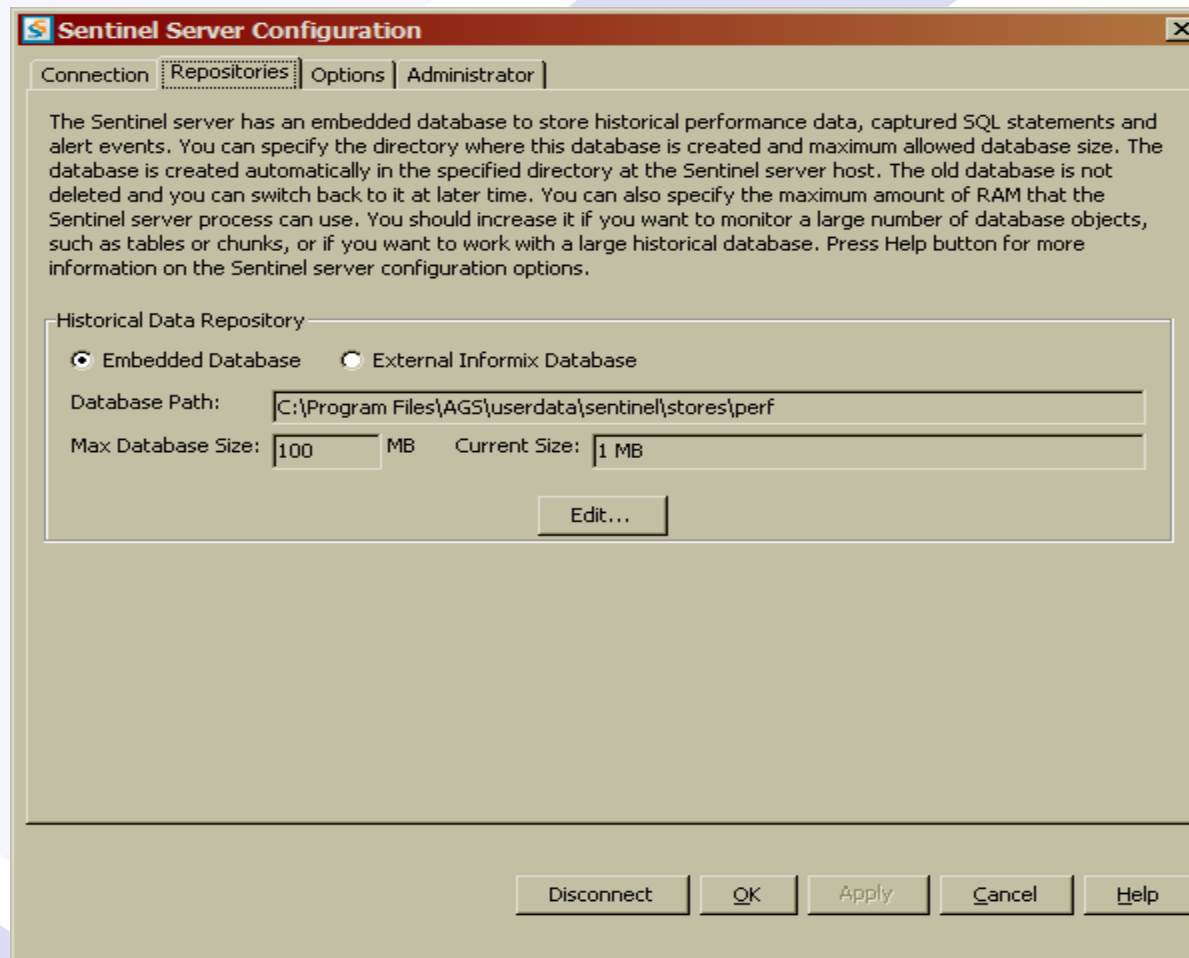 Sentinel Server Configuration
Connection Repositories Options Administrator
The Sentinel server has an embedded database to store historical performance data, captured SQL statements and
alert events. You can specify the directory where this database is created and maximum allowed database size. The
database is created automatically in the specified directory at the Sentinel server host. The old database is not
deleted and you can switch back to it at later time. You can also specify the maximum amount of RAM that the
Sentinel server process can use. You should increase it if you want to monitor a large number of database objects,
such as tables or chunks, or if you want to work with a large historical database. Press Help button for more
information on the Sentinel server configuration options.
Historical Data Repository
Embedded Database External Informix Database
Database Path: C:\Program Files\AGS\userdata\sentinel\stores\perf
Max Database Size: 100 MB Current Size: 1 MB
Edit...
Disconnect OK Apply Cancel Help